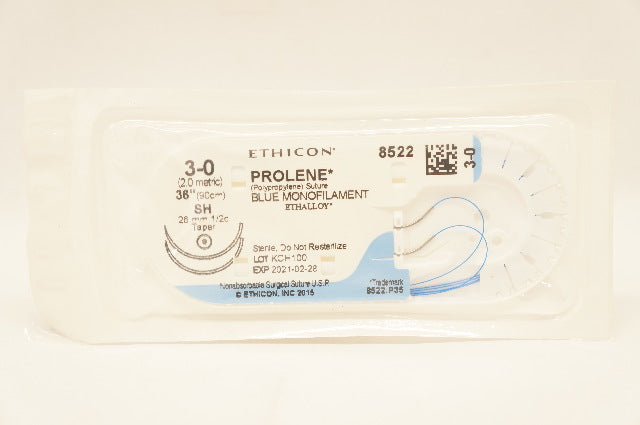 ETHICON*
8522
3-0
3-0
(2.0 metric)
36" (90cm)
SH
26 mm 1/2c
Taper
PROLENE*
(Polypropylene) Suture
BLUE MONOFILAMENT
ETHALLOY*
Sterile, Do Not Resterilize
LOT KCH100
EXP 2021-02-28
Nonabsorbable Surgical Suture U.S.P.
© ETHICON, INC 2015
*Trademark
8522.P35